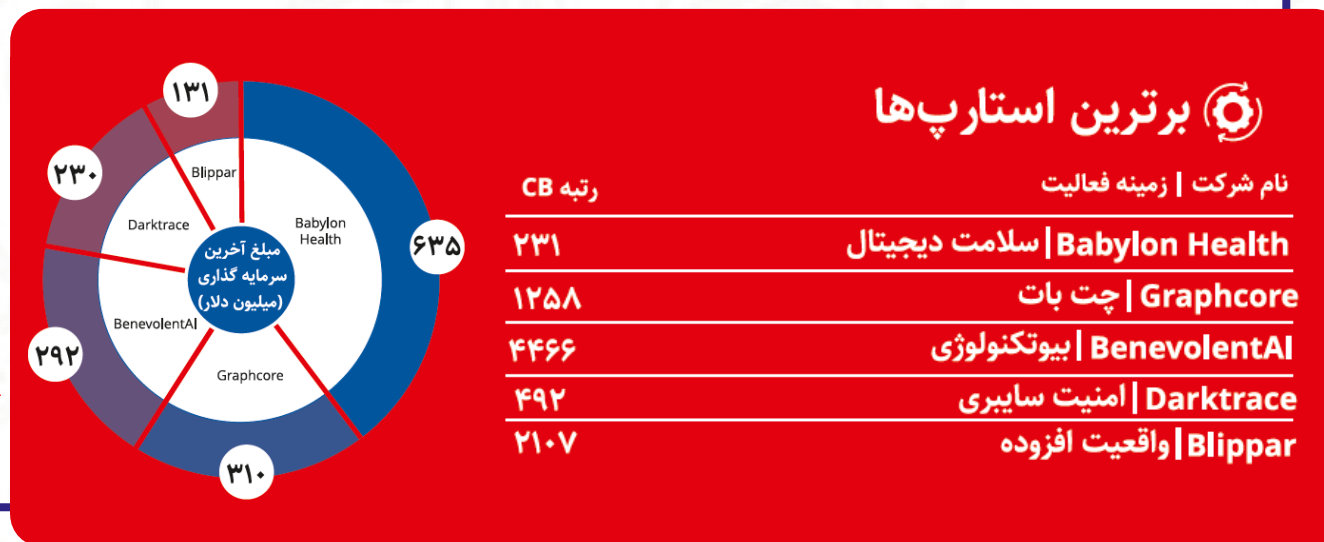 برترین استارپ‌ها
نام شرکت | زمینه فعالیت رتبه CB
Babylon Health | سلامت دیجیتال ۲۳۱
Graphcore | چت بات ۱۲۵۸
BenevolentAI | بیوتکنولوژی ۴۴۶۶
Darktrace | امنیت سایبری ۴۹۲
Blippar | واقعیت افزوده ۲۱۰۷
مبلغ آخرین
سرمایه گذاری
(میلیون دلار)
Babylon
Health
۶۳۵
Graphcore
۳۱۰
BenevolentAI
۲۹۲
Darktrace
۲۳۰
Blippar
۱۳۱